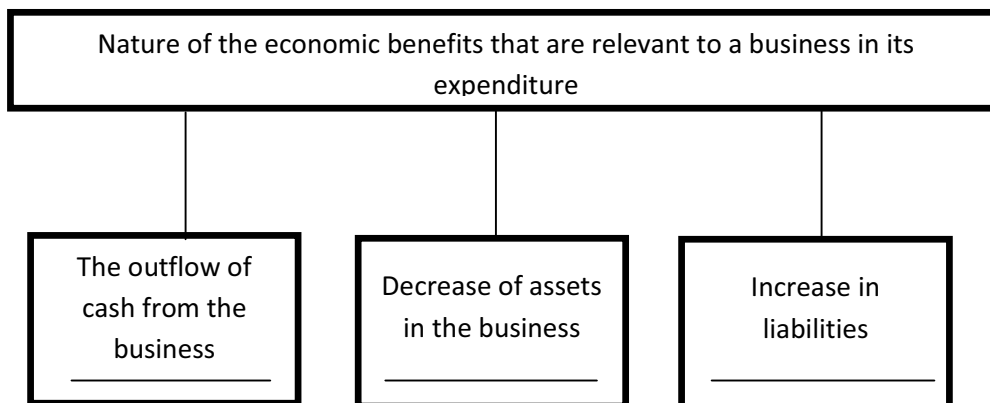 Nature of the economic benefits that are relevant to a business in its
expenditure
The outflow of
cash from the
business
Decrease of assets
in the business
Increase in
liabilities